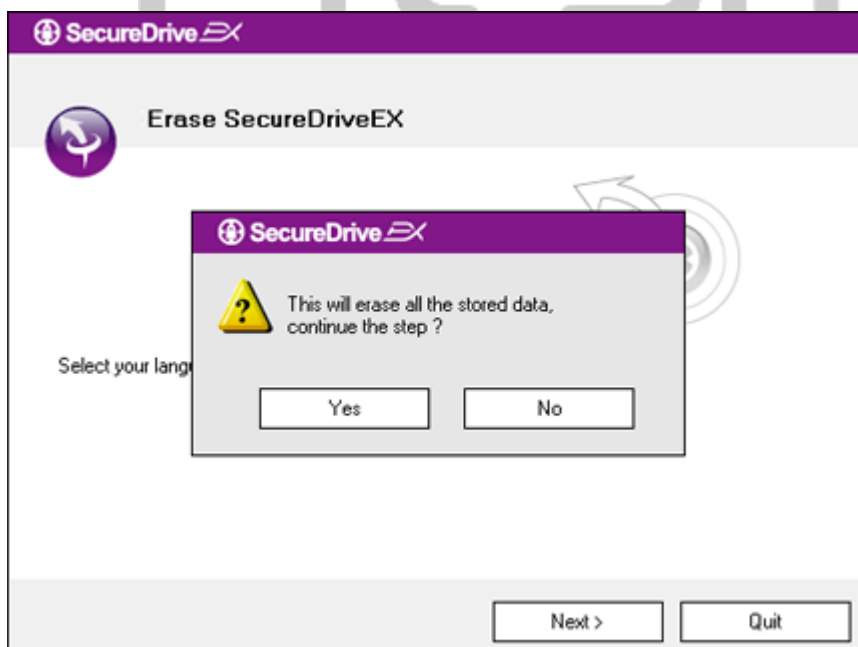 SecureDrive EX
Erase SecureDriveEX
SecureDrive EX
This will erase all the stored data,
continue the step ?
Select your langu
Yes
No
Next >
Quit